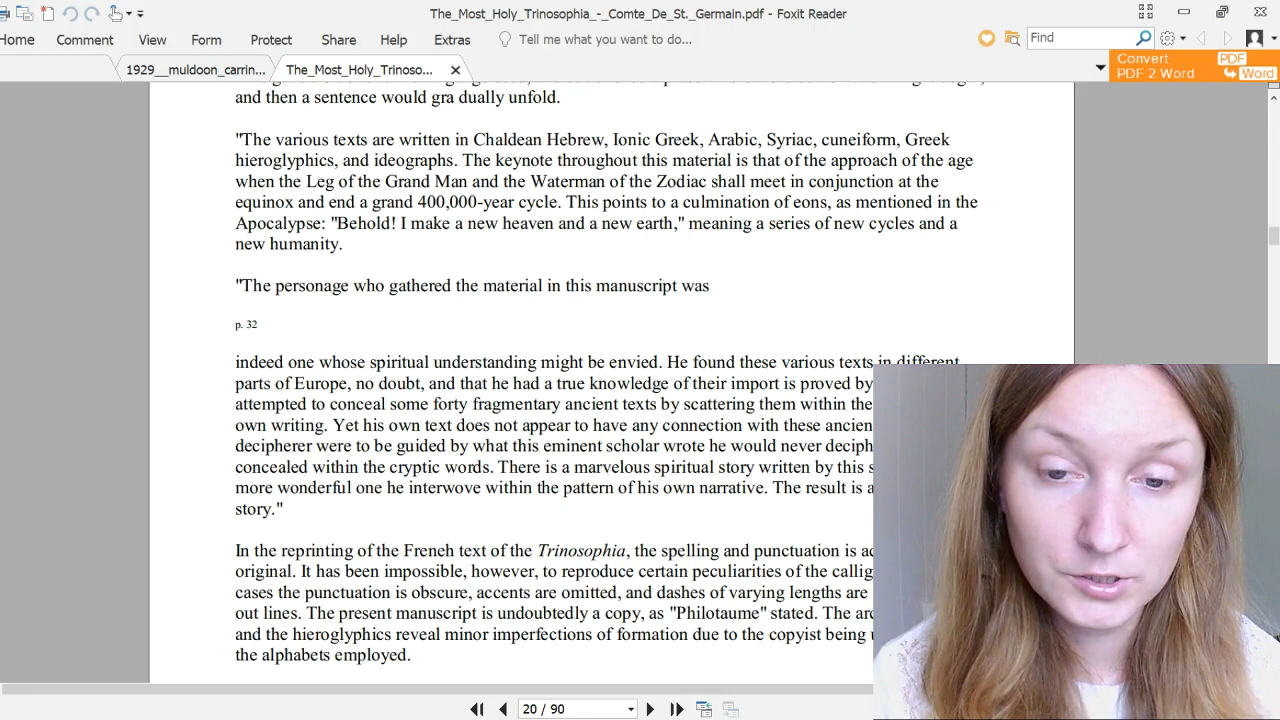 The_Most_Holy_Trinosophia_-_Comte_De_St._Germain.pdf - Foxit Reader
Home Comment View Form Protect Share Help Extras Tell me what you want to do... Find
1929__muldoon_carrin... The_Most_Holy_Trinoso... Convert PDF 2 Word PDF Word
and then a sentence would gra dually unfold.
"The various texts are written in Chaldean Hebrew, Ionic Greek, Arabic, Syriac, cuneiform, Greek
hieroglyphics, and ideographs. The keynote throughout this material is that of the approach of the age
when the Leg of the Grand Man and the Waterman of the Zodiac shall meet in conjunction at the
equinox and end a grand 400,000-year cycle. This points to a culmination of eons, as mentioned in the
Apocalypse: "Behold! I make a new heaven and a new earth," meaning a series of new cycles and a
new humanity.
"The personage who gathered the material in this manuscript was
p. 32
indeed one whose spiritual understanding might be envied. He found these various texts in different
parts of Europe, no doubt, and that he had a true knowledge of their import is proved by
attempted to conceal some forty fragmentary ancient texts by scattering them within the
own writing. Yet his own text does not appear to have any connection with these ancien
decipherer were to be guided by what this eminent scholar wrote he would never deciph
concealed within the cryptic words. There is a marvelous spiritual story written by this s
more wonderful one he interwove within the pattern of his own narrative. The result is a
story."
In the reprinting of the Freneh text of the Trinosophia, the spelling and punctuation is ac
original. It has been impossible, however, to reproduce certain peculiarities of the callig
cases the punctuation is obscure, accents are omitted, and dashes of varying lengths are
out lines. The present manuscript is undoubtedly a copy, as "Philotaume" stated. The arc
and the hieroglyphics reveal minor imperfections of formation due to the copyist being u
the alphabets employed.
20 / 90